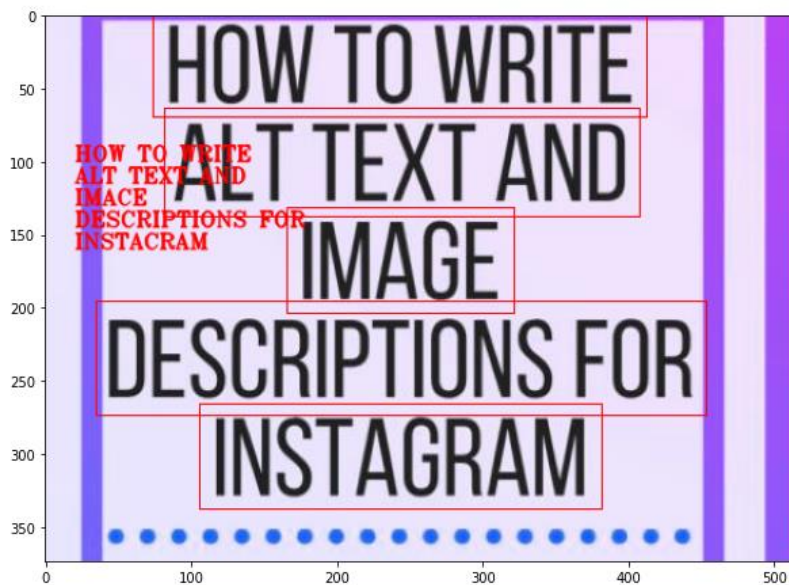 HOW TO WRITE
ALT TEXT AND
IMAGE
DESCRIPTIONS FOR
INSTAGRAM
HOW TO WRITE
ALT TEXT AND
IMACE
DESCRIPTIONS FOR
INSTACRAM
0
50
100
150
200
250
300
350
0 100 200 300 400 500